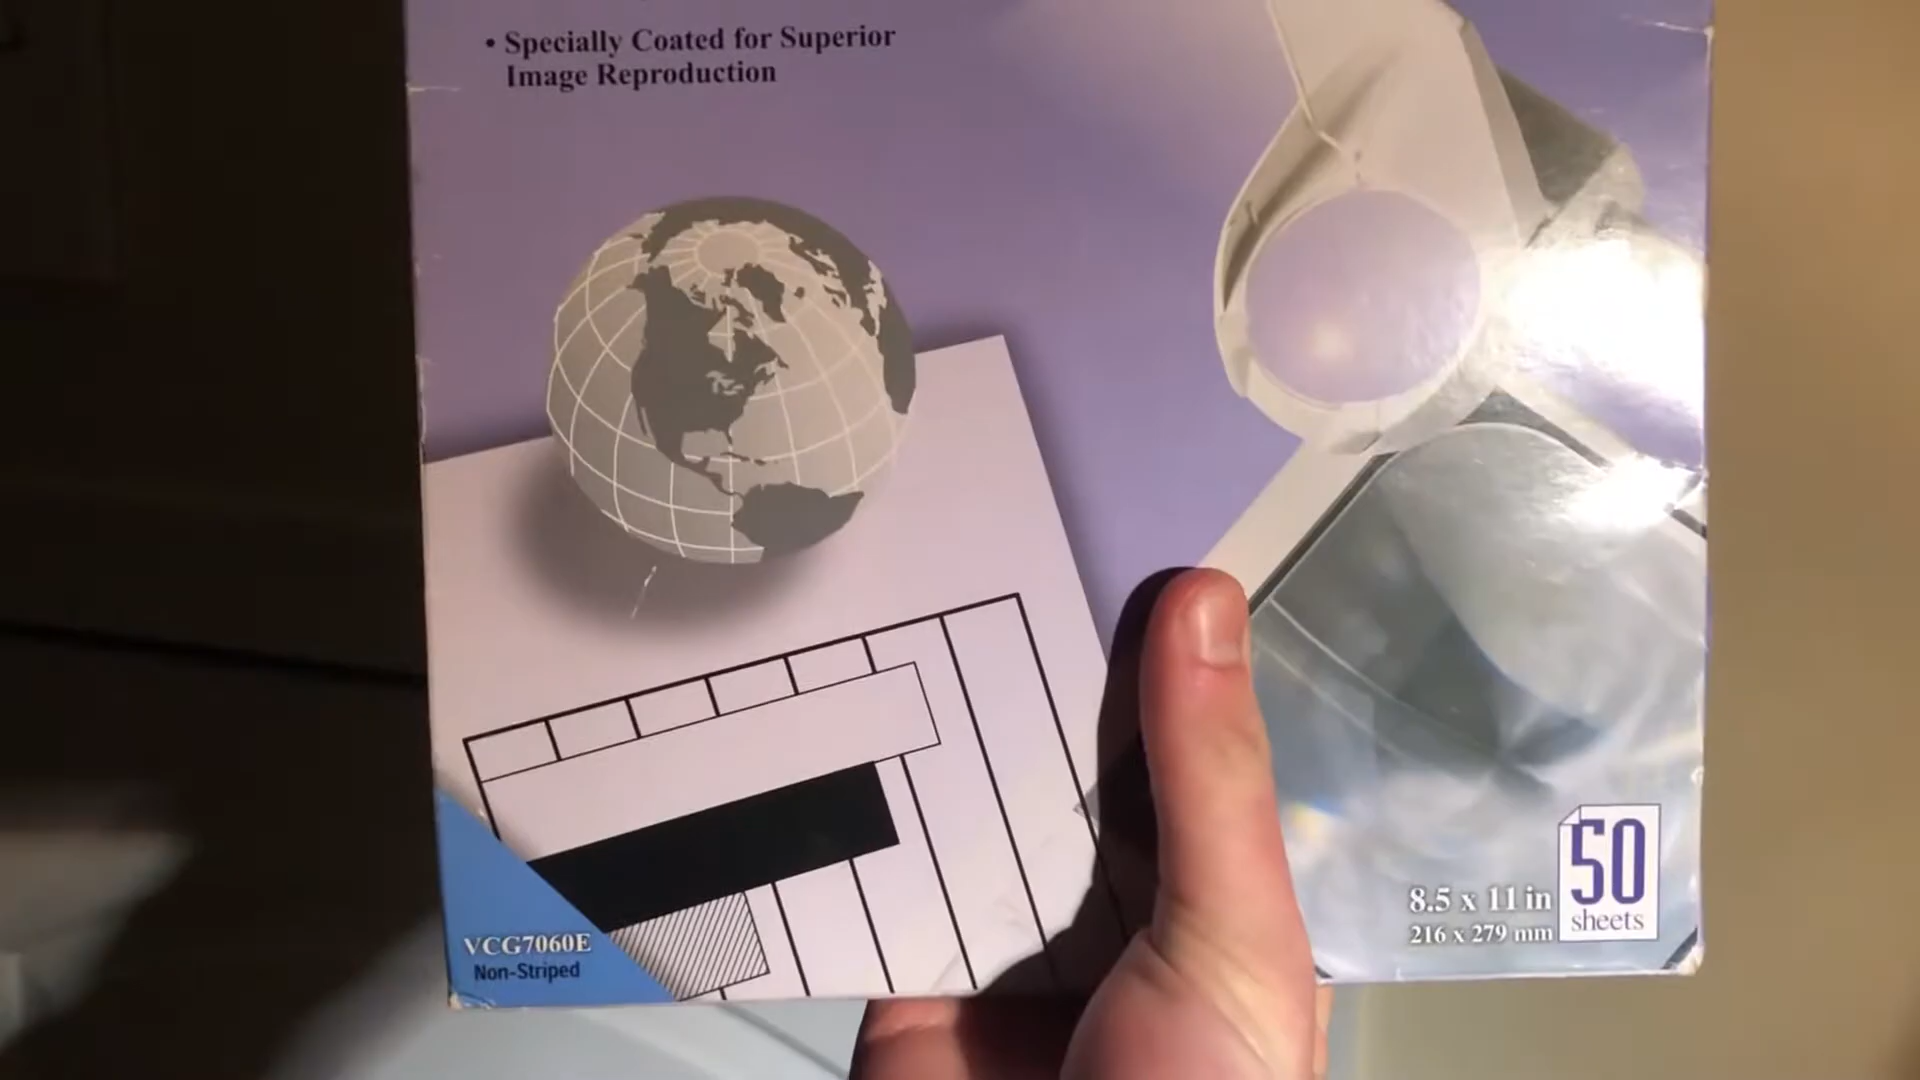 • Specially Coated for Superior
Image Reproduction
VCG7060E
Non-Striped
8.5 x 11 in
216 x 279 mm
50
sheets